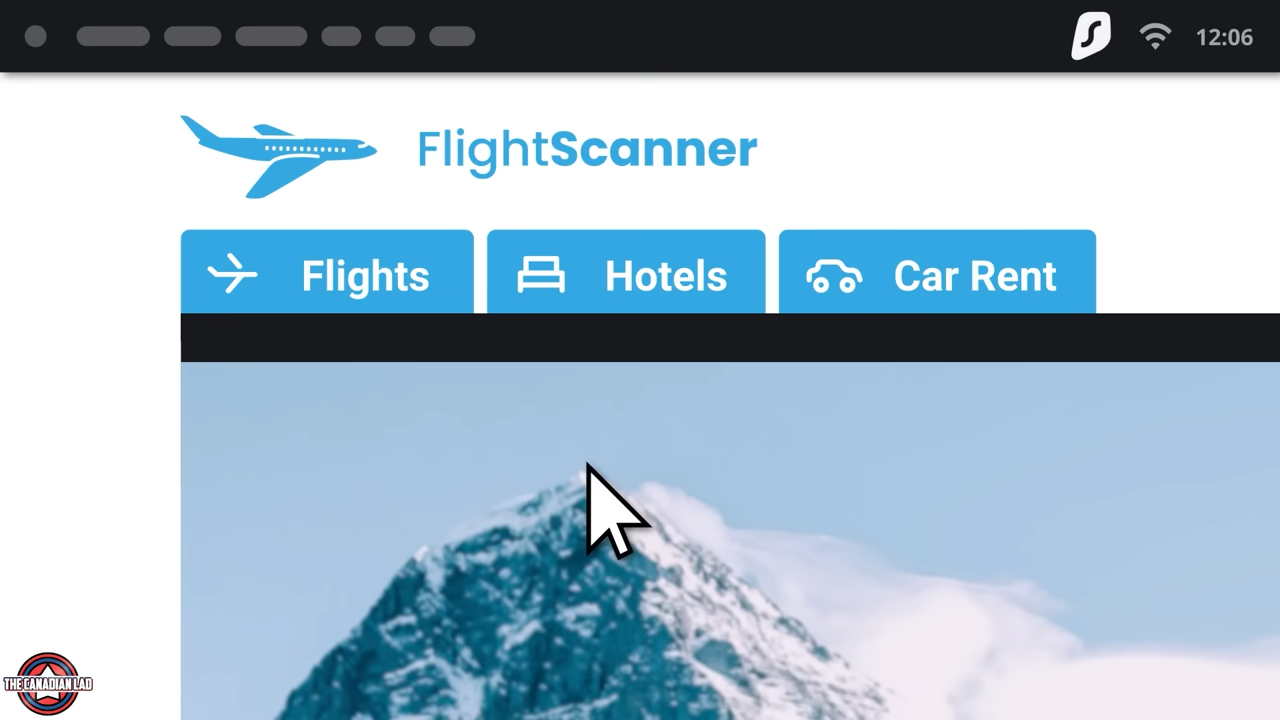 12:06
FlightScanner
Flights
Hotels
Car Rent
THE CANADIAN LAD